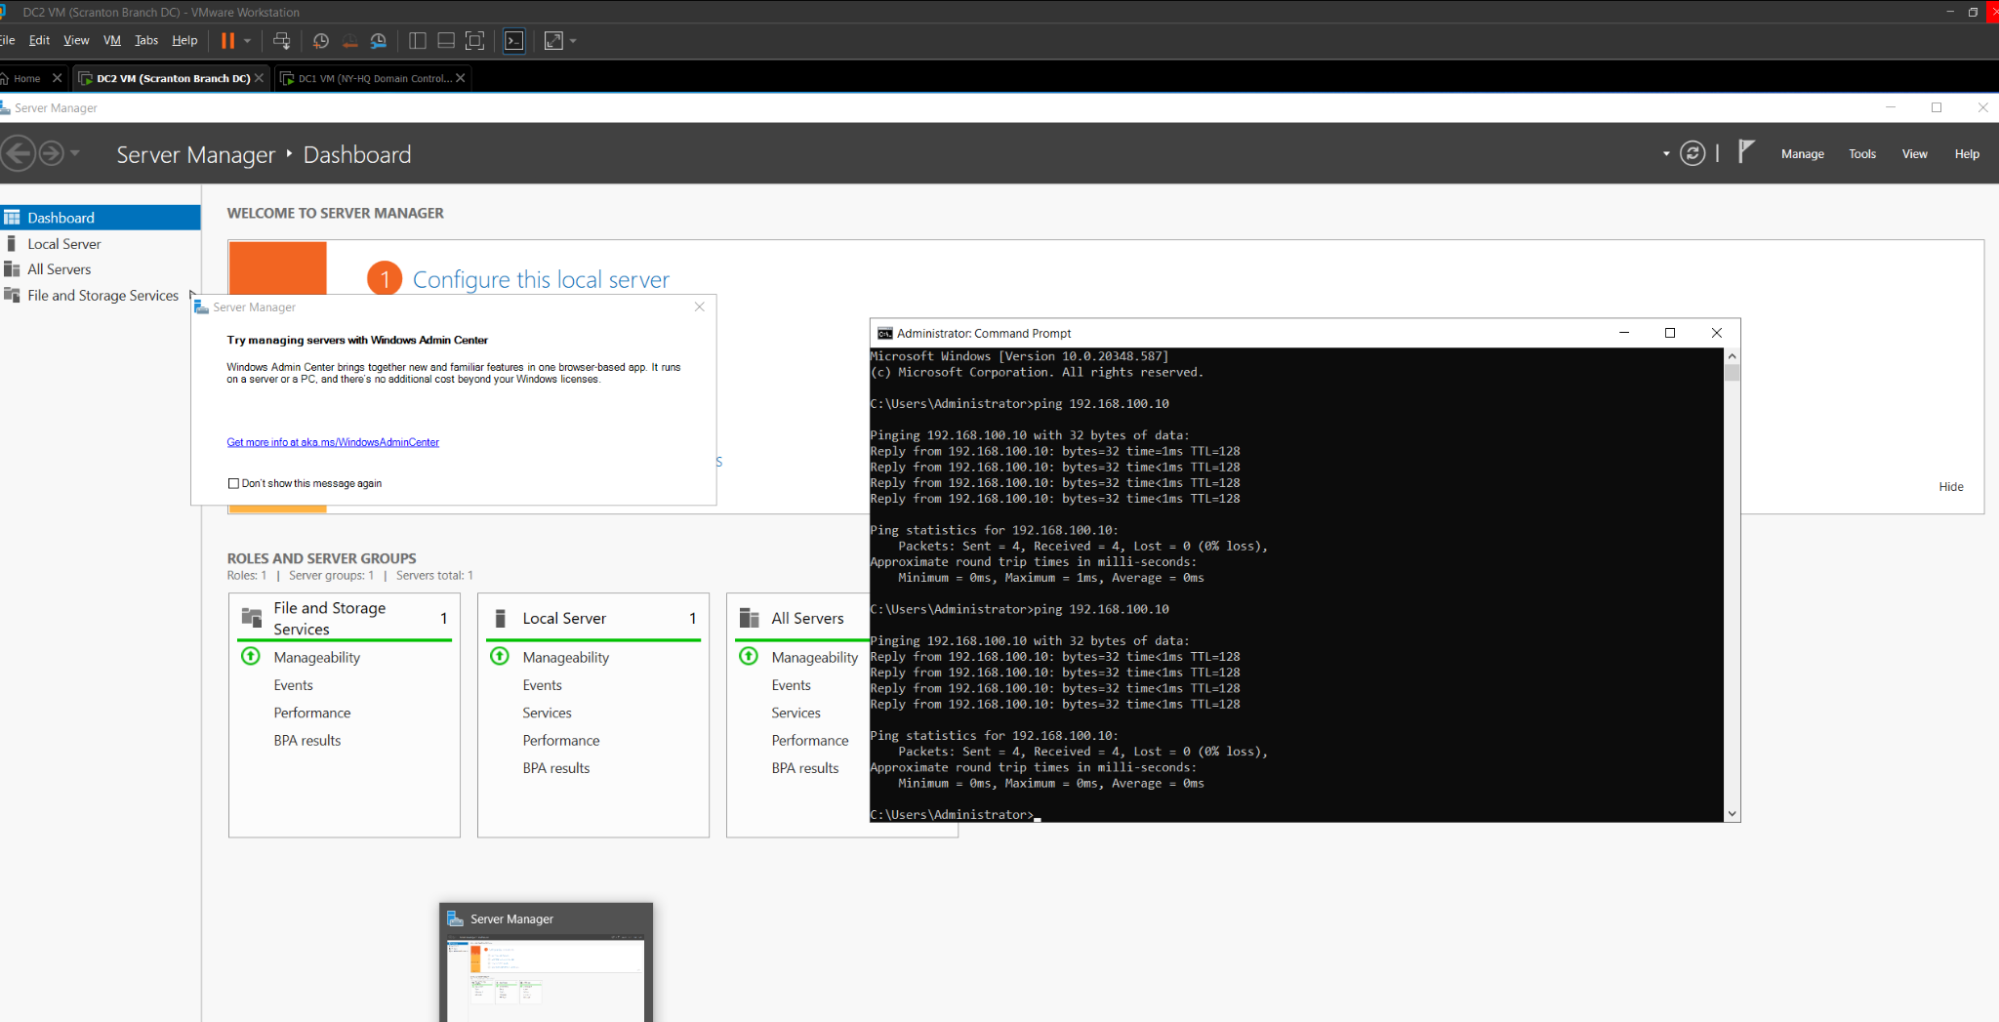 DC2 VM (Scranton Branch DC) - VMware Workstation
File Edit View VM Tabs Help
Home DC2 VM (Scranton Branch DC) DC1 VM (NY-HQ Domain Control...
Server Manager
Server Manager Dashboard
Manage Tools View Help
Dashboard
Local Server
All Servers
File and Storage Services
WELCOME TO SERVER MANAGER
1 Configure this local server
Hide
Server Manager
Try managing servers with Windows Admin Center
Windows Admin Center brings together new and familiar features in one browser-based app. It runs
on a server or a PC, and there's no additional cost beyond your Windows licenses.
Get more info at aka.ms/WindowsAdminCenter
Don't show this message again
s
ROLES AND SERVER GROUPS
Roles: 1 | Server groups: 1 | Servers total: 1
File and Storage
Services
1
Manageability
Events
Performance
BPA results
Local Server 1
Manageability
Events
Services
Performance
BPA results
All Servers
Manageability
Events
Services
Performance
BPA results
Administrator: Command Prompt
Microsoft Windows [Version 10.0.20348.587]
(c) Microsoft Corporation. All rights reserved.
C:\Users\Administrator>ping 192.168.100.10
Pinging 192.168.100.10 with 32 bytes of data:
Reply from 192.168.100.10: bytes=32 time=1ms TTL=128
Reply from 192.168.100.10: bytes=32 time<1ms TTL=128
Reply from 192.168.100.10: bytes=32 time<1ms TTL=128
Reply from 192.168.100.10: bytes=32 time<1ms TTL=128
Ping statistics for 192.168.100.10:
Packets: Sent = 4, Received = 4, Lost = 0 (0% loss),
Approximate round trip times in milli-seconds:
Minimum = 0ms, Maximum = 1ms, Average = 0ms
C:\Users\Administrator>ping 192.168.100.10
Pinging 192.168.100.10 with 32 bytes of data:
Reply from 192.168.100.10: bytes=32 time<1ms TTL=128
Reply from 192.168.100.10: bytes=32 time<1ms TTL=128
Reply from 192.168.100.10: bytes=32 time<1ms TTL=128
Reply from 192.168.100.10: bytes=32 time<1ms TTL=128
Ping statistics for 192.168.100.10:
Packets: Sent = 4, Received = 4, Lost = 0 (0% loss),
Approximate round trip times in milli-seconds:
Minimum = 0ms, Maximum = 0ms, Average = 0ms
C:\Users\Administrator>
Server Manager